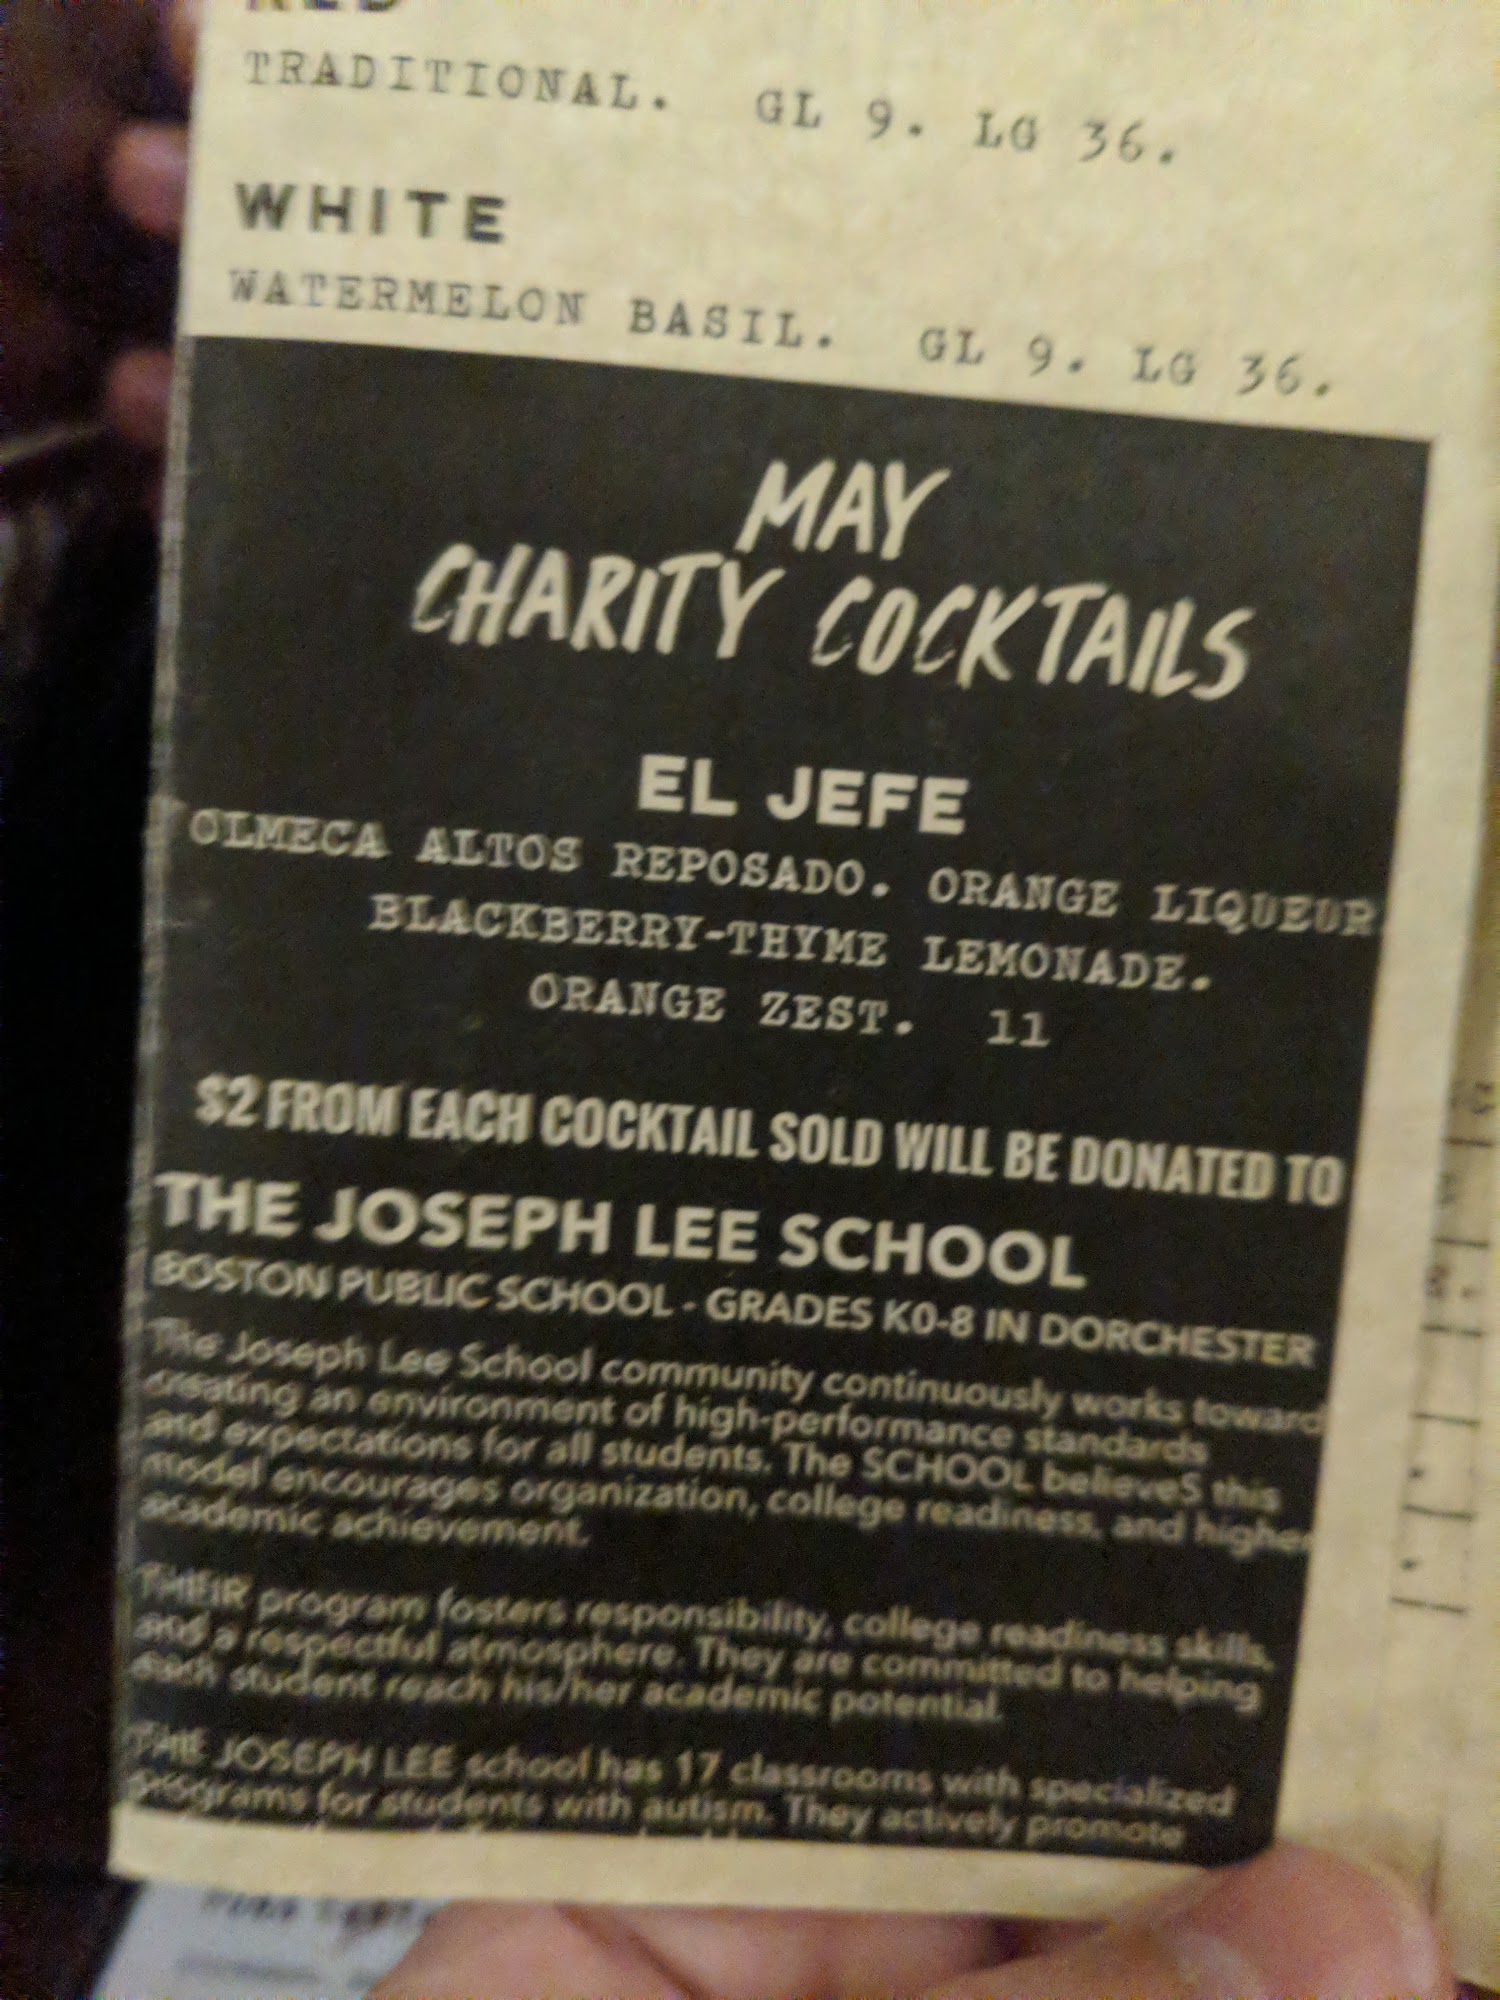 RED
TRADITIONAL. GL 9. LG 36.
WHITE
WATERMELON BASIL. GL 9. LG 36.
MAY
CHARITY COCKTAILS
EL JEFE
OLMECA ALTOS REPOSADO. ORANGE LIQUEUR
BLACKBERRY-THYME LEMONADE.
ORANGE ZEST. 11
$2 FROM EACH COCKTAIL SOLD WILL BE DONATED TO
THE JOSEPH LEE SCHOOL
BOSTON PUBLIC SCHOOL - GRADES K0-8 IN DORCHESTER
The Joseph Lee School community continuously works toward
creating an environment of high-performance standards
and expectations for all students. The SCHOOL believeS this
model encourages organization, college readiness, and higher
academic achievement.
THEIR program fosters responsibility, college readiness skills,
and a respectful atmosphere. They are committed to helping
each student reach his/her academic potential.
THE JOSEPH LEE school has 17 classrooms with specialized
programs for students with autism. They actively promote